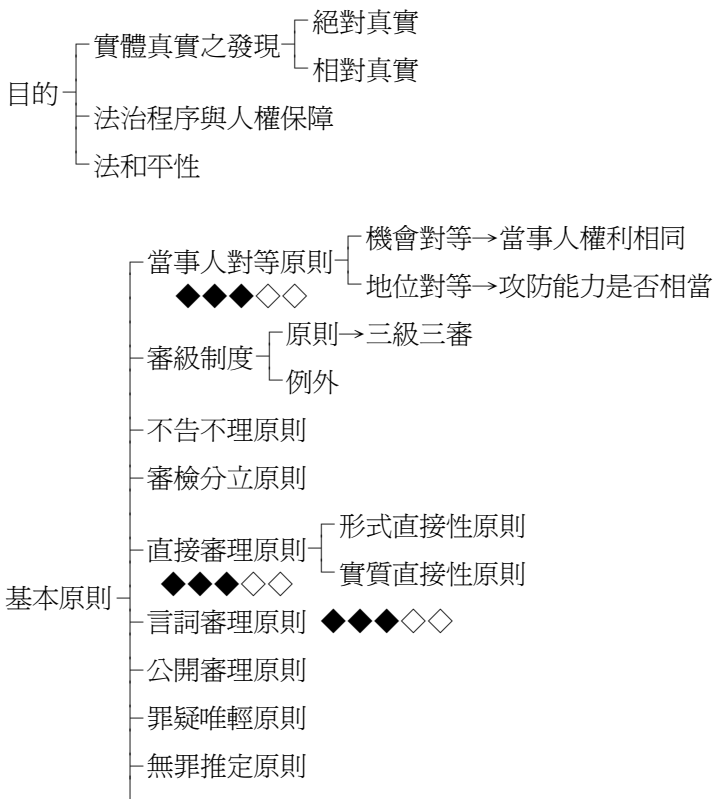 目的
實體真實之發現
絕對真實
相對真實
法治程序與人權保障
法和平性
基本原則
當事人對等原則
◆◆◆◇◇
機會對等→當事人權利相同
地位對等→攻防能力是否相當
審級制度
原則→三級三審
例外
不告不理原則
審檢分立原則
直接審理原則
◆◆◆◇◇
形式直接性原則
實質直接性原則
言詞審理原則 ◆◆◆◇◇
公開審理原則
罪疑唯輕原則
無罪推定原則